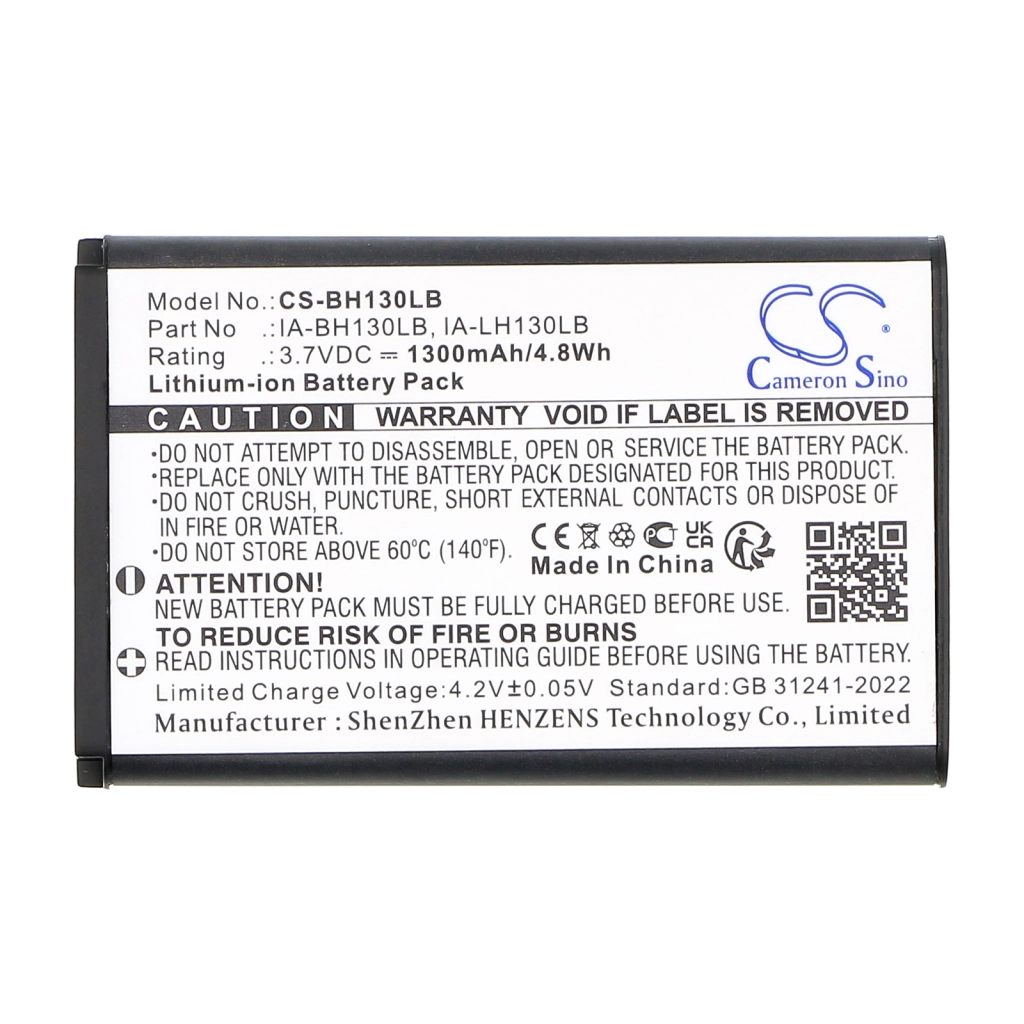 Model No.:CS-BH130LB
Part No .:IA-BH130LB, IA-LH130LB
Rating .:3.7VDC ⎓ 1300mAh/4.8Wh
Lithium-ion Battery Pack
CS
®
Cameron Sino
CAUTION WARRANTY VOID IF LABEL IS REMOVED
•DO NOT ATTEMPT TO DISASSEMBLE, OPEN OR SERVICE THE BATTERY PACK.
•REPLACE ONLY WITH THE BATTERY PACK DESIGNATED FOR THIS PRODUCT.
•DO NOT CRUSH, PUNCTURE, SHORT EXTERNAL CONTACTS OR DISPOSE OF
IN FIRE OR WATER.
•DO NOT STORE ABOVE 60°C (140°F).
CE UK CA
Made In China
ATTENTION!
NEW BATTERY PACK MUST BE FULLY CHARGED BEFORE USE.
TO REDUCE RISK OF FIRE OR BURNS
READ INSTRUCTIONS IN OPERATING GUIDE BEFORE USING THE BATTERY.
Limited Charge Voltage:4.2V±0.05V Standard:GB 31241-2022
Manufacturer : ShenZhen HENZENS Technology Co., Limited